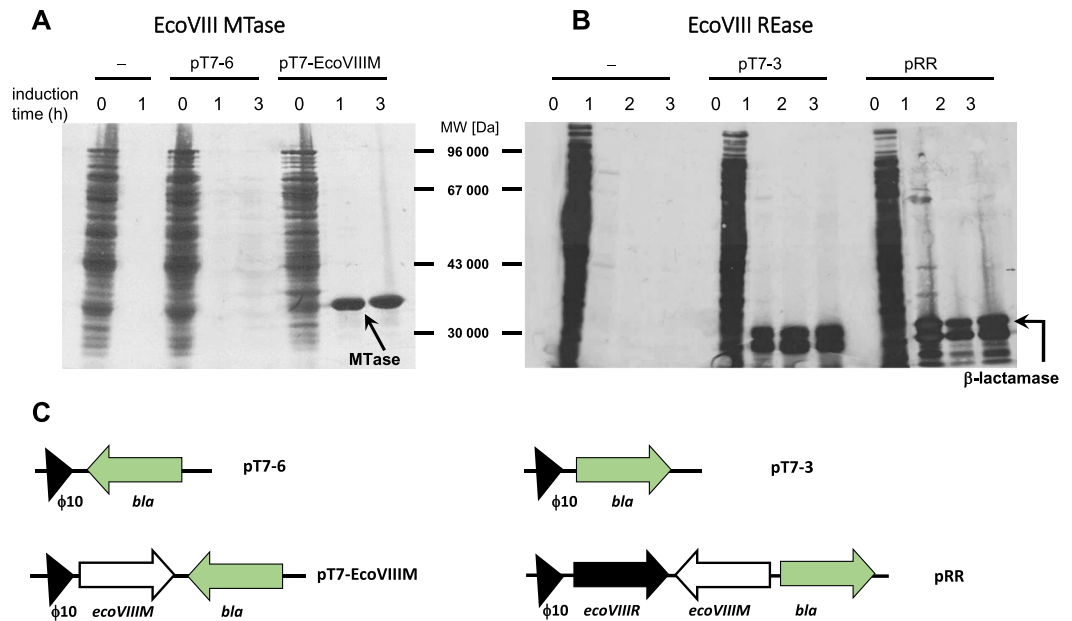 A
EcoVIII MTase
– pT7-6 pT7-EcoVIIIM
induction
time (h)
0 1 0 1 3 0 1 3
MTase
MW [Da]
96 000
67 000
43 000
30 000
B
EcoVIII REase
– pT7-3 pRR
0 1 2 3 0 1 2 3 0 1 2 3
β-lactamase
C
pT7-6
ϕ10 bla
pT7-3
ϕ10 bla
pT7-EcoVIIIM
ϕ10 ecoVIIIM bla
pRR
ϕ10 ecoVIIIR ecoVIIIM bla